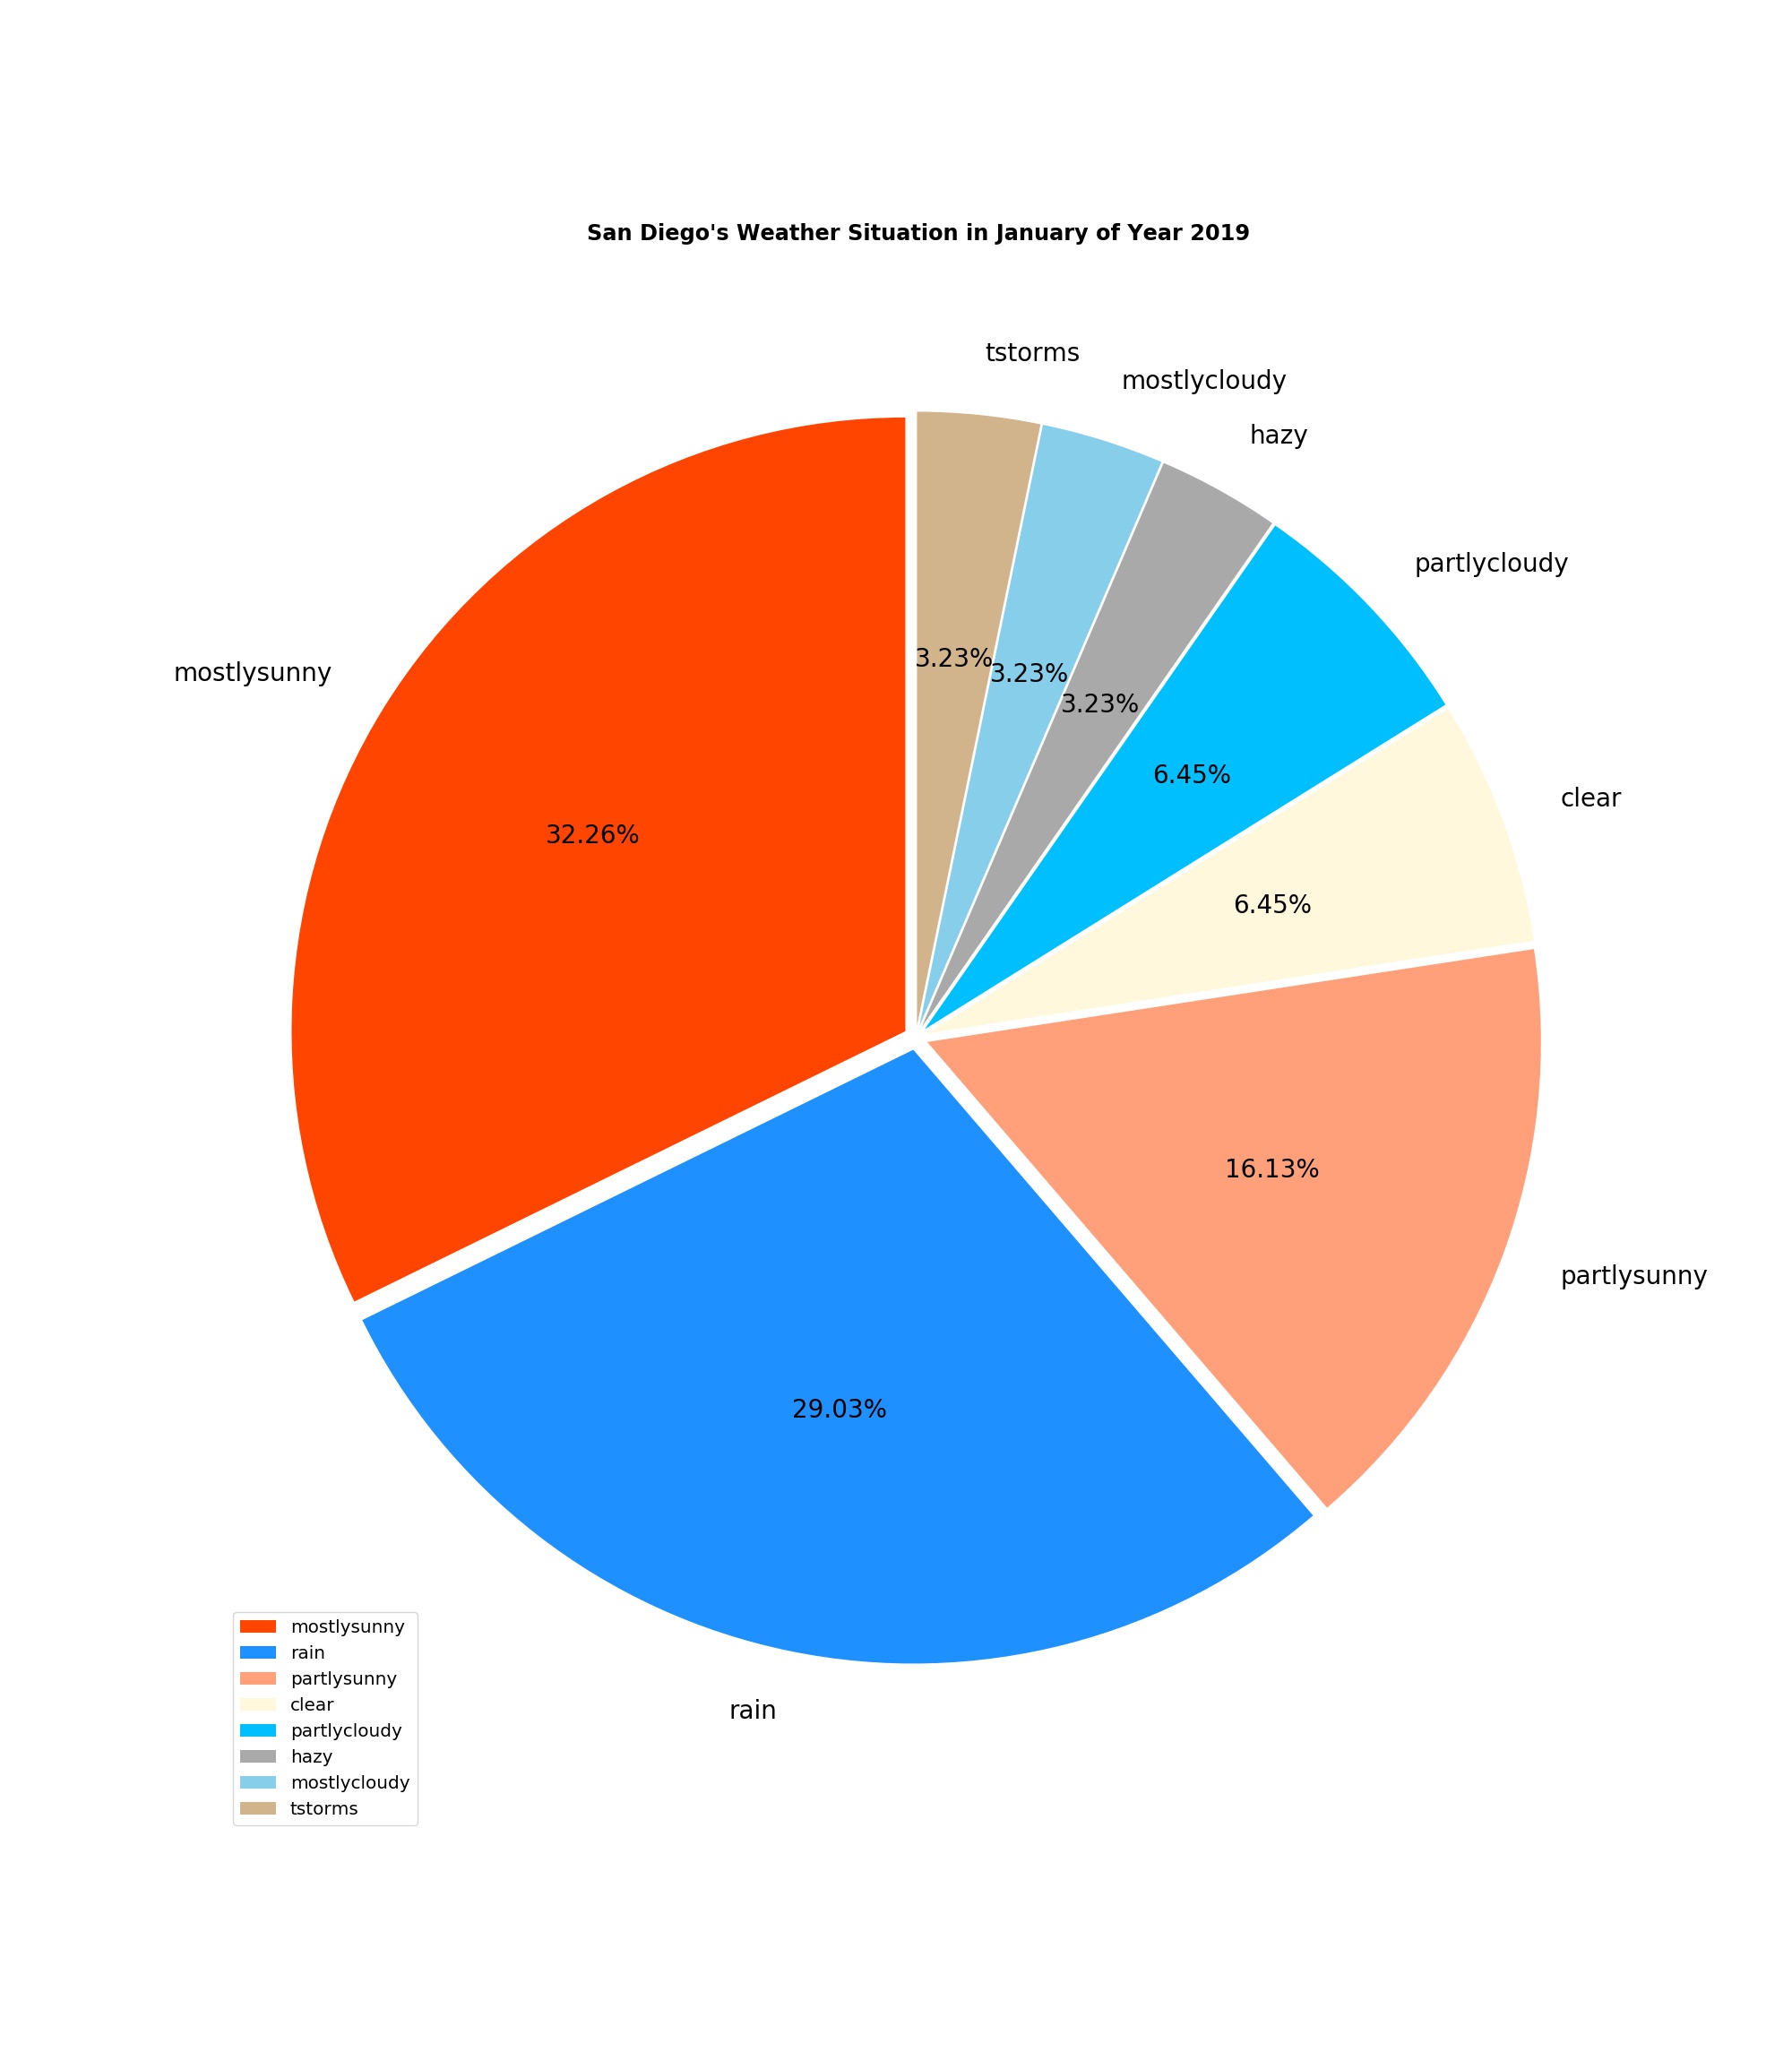 San Diego's Weather Situation in January of Year 2019
tstorms
mostlycloudy
hazy
partlycloudy
mostlysunny
clear
partlysunny
rain
3.23%
3.23%
3.23%
6.45%
32.26%
6.45%
16.13%
29.03%
mostlysunny
rain
partlysunny
clear
partlycloudy
hazy
mostlycloudy
tstorms